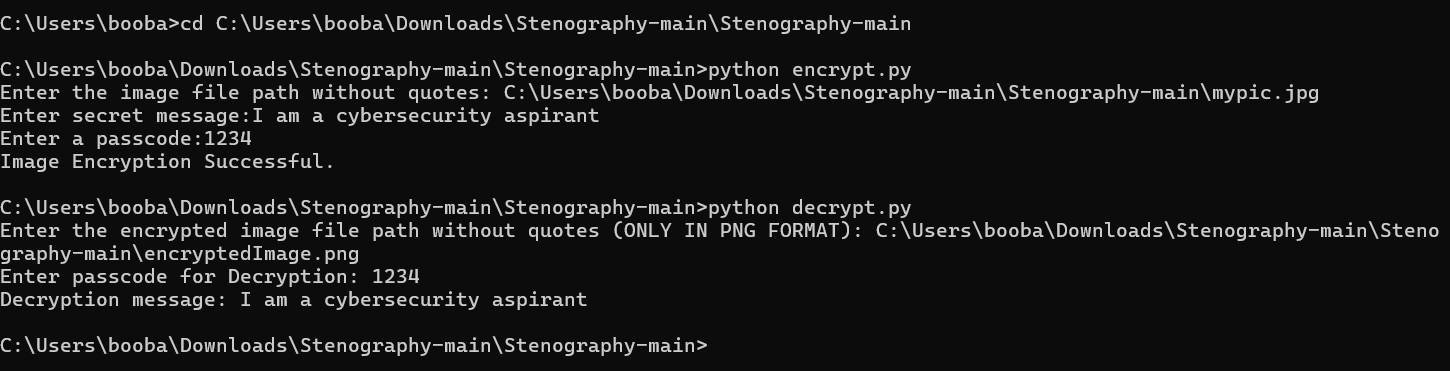 C:\Users\booba>cd C:\Users\booba\Downloads\Stenography-main\Stenography-main
C:\Users\booba\Downloads\Stenography-main\Stenography-main>python encrypt.py
Enter the image file path without quotes: C:\Users\booba\Downloads\Stenography-main\Stenography-main\mypic.jpg
Enter secret message:I am a cybersecurity aspirant
Enter a passcode:1234
Image Encryption Successful.
C:\Users\booba\Downloads\Stenography-main\Stenography-main>python decrypt.py
Enter the encrypted image file path without quotes (ONLY IN PNG FORMAT): C:\Users\booba\Downloads\Stenography-main\Steno
graphy-main\encryptedImage.png
Enter passcode for Decryption: 1234
Decryption message: I am a cybersecurity aspirant
C:\Users\booba\Downloads\Stenography-main\Stenography-main>